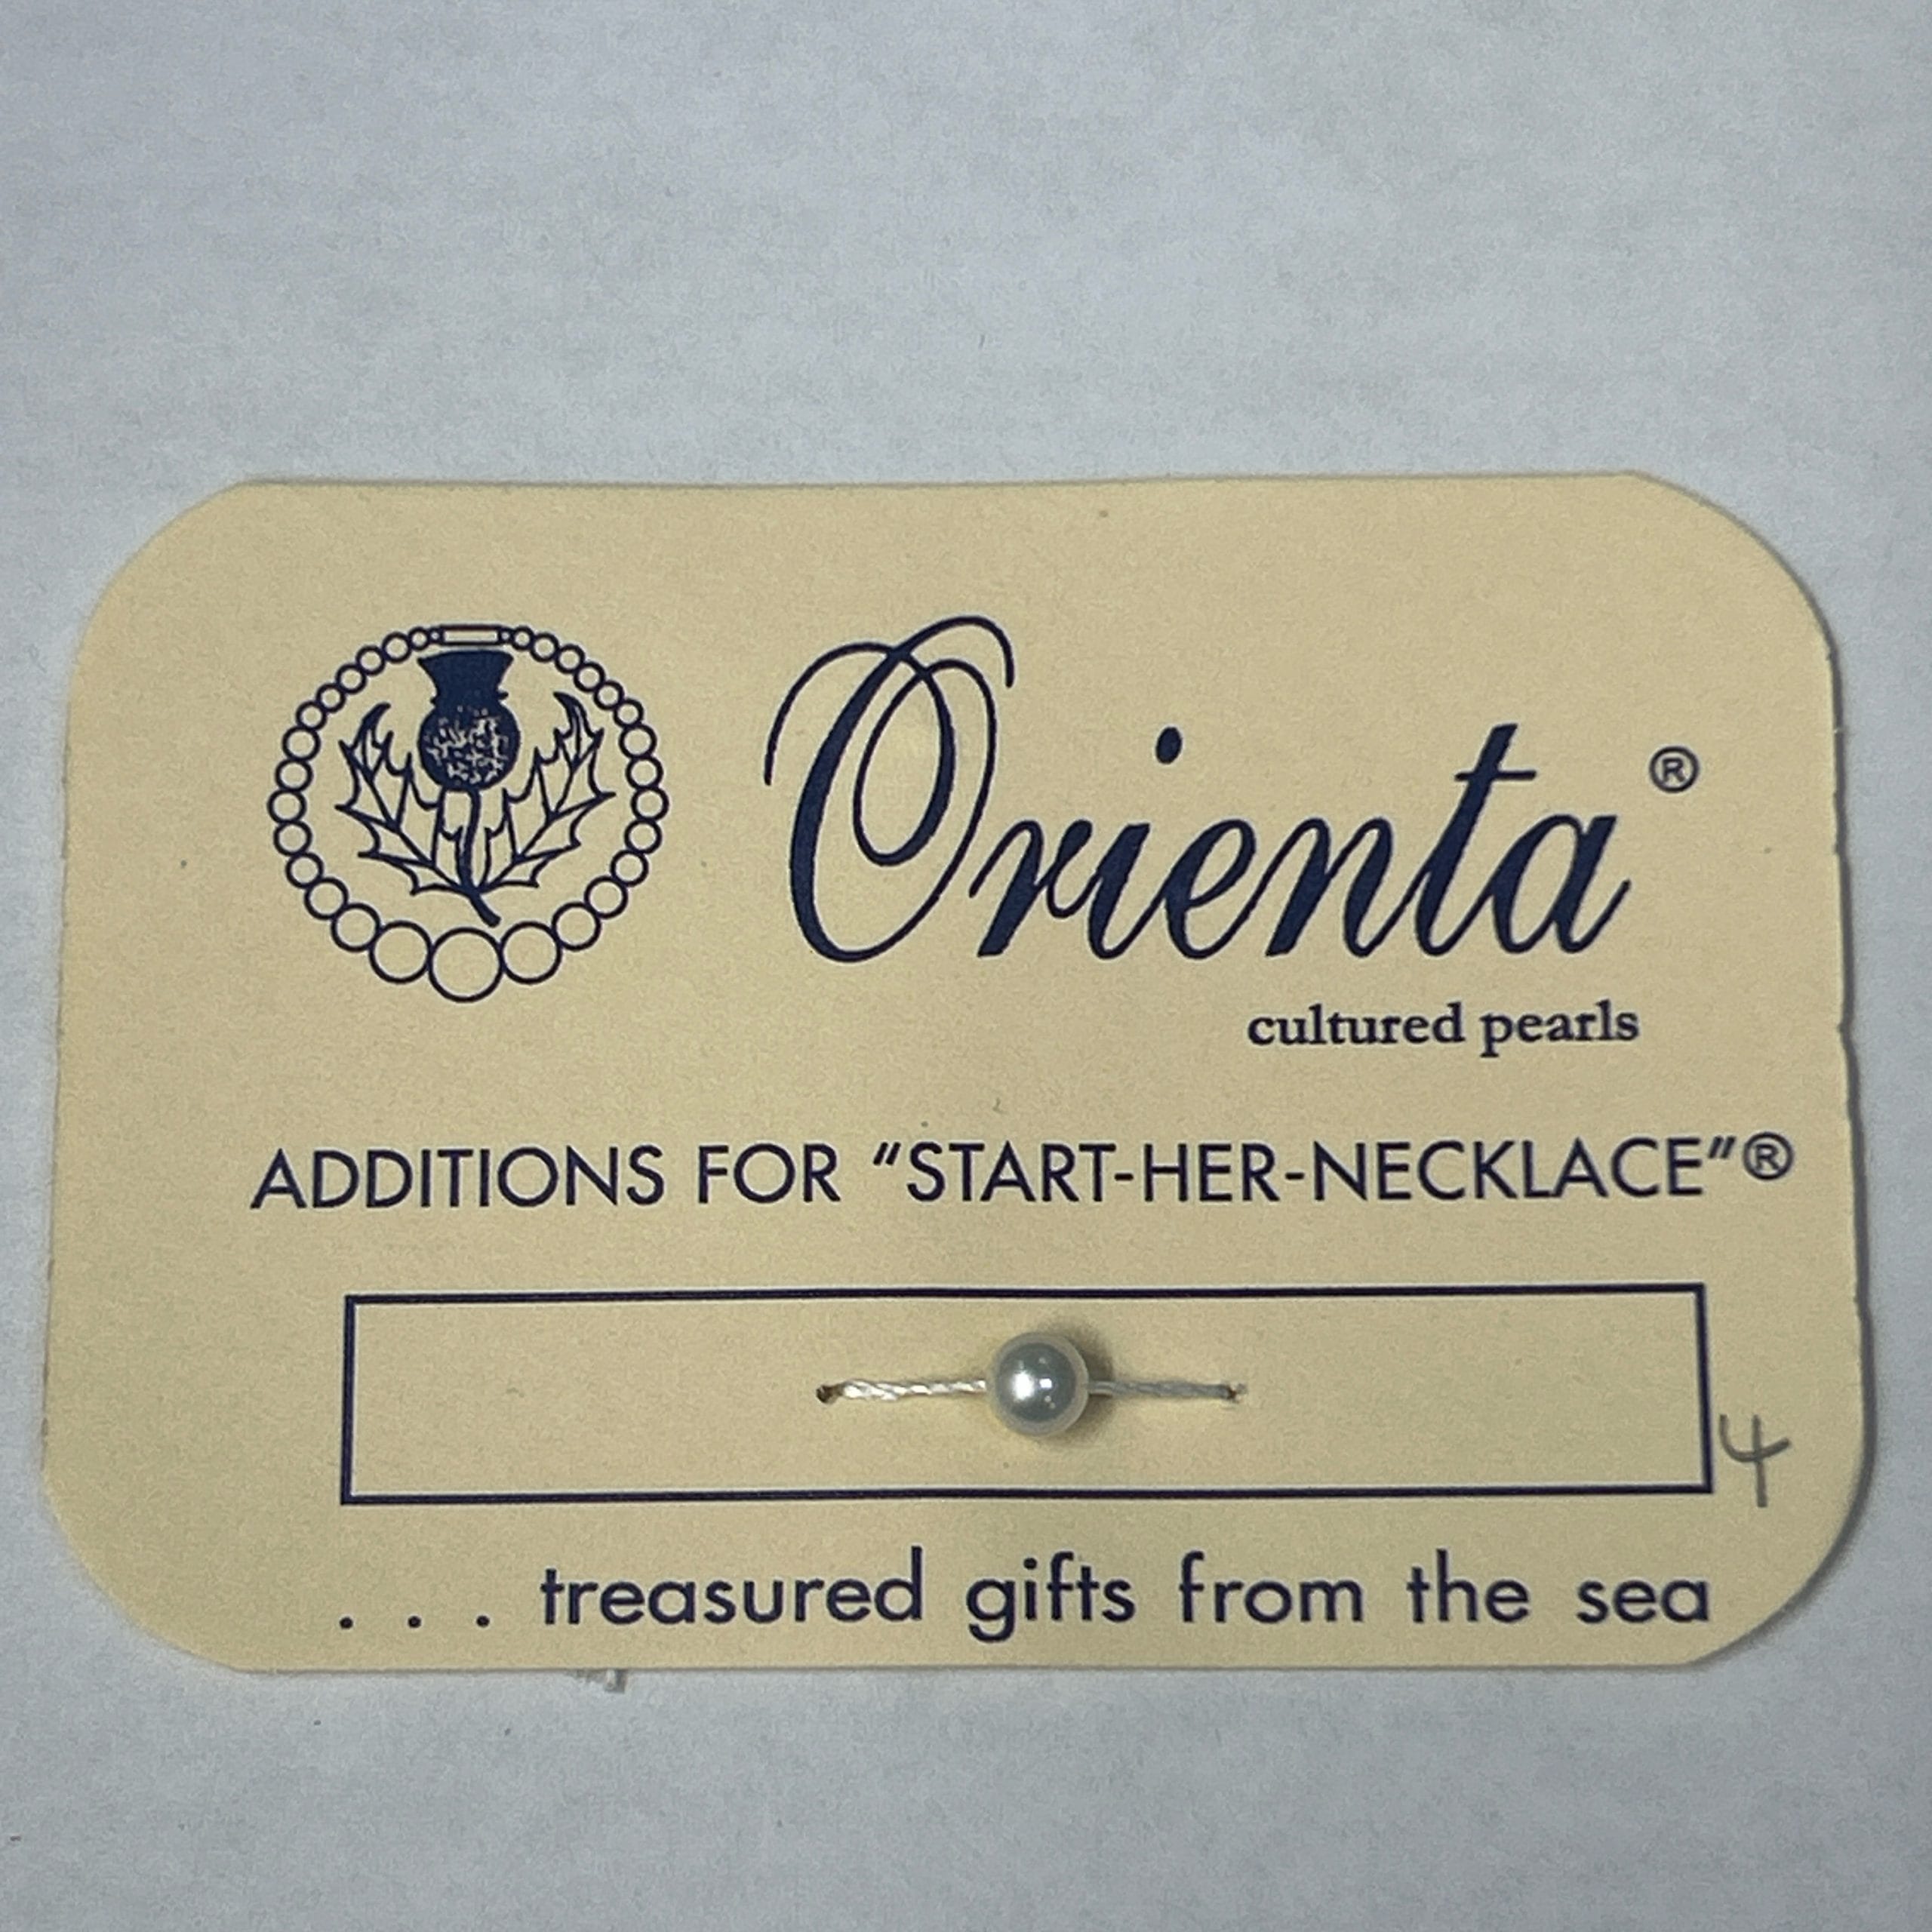 Orienta®
cultured pearls
ADDITIONS FOR “START-HER-NECKLACE”®
4
. . . treasured gifts from the sea